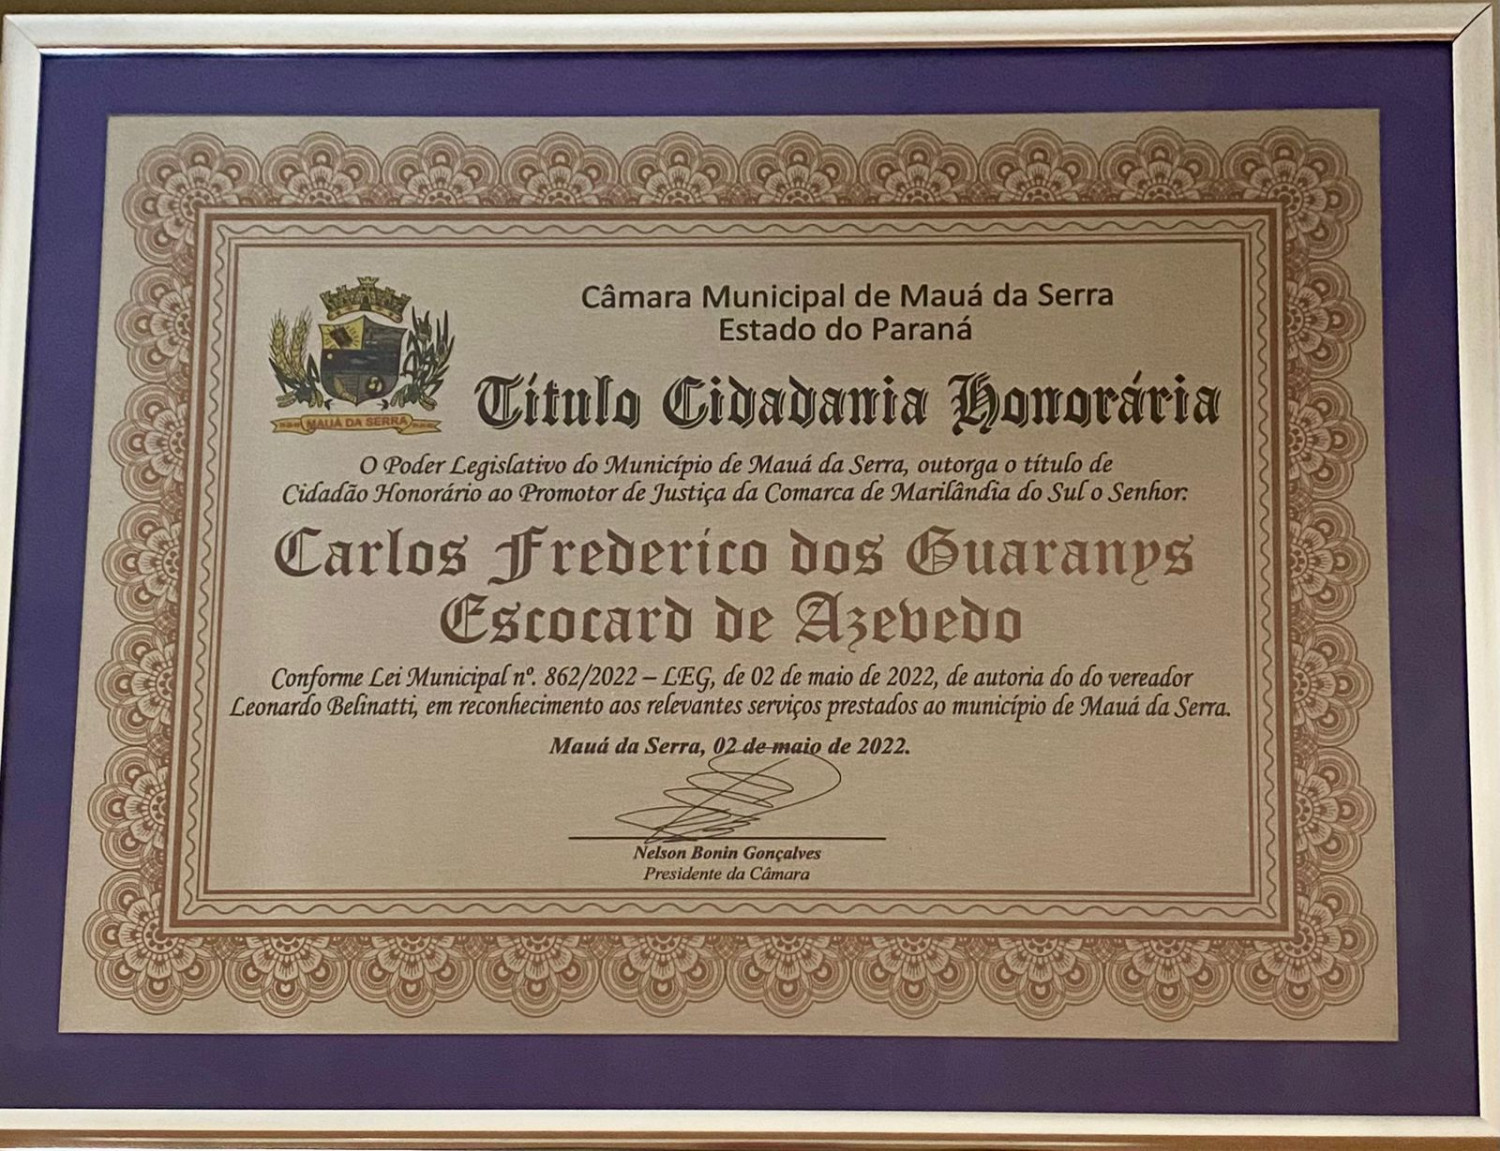 Câmara Municipal de Mauá da Serra
Estado do Paraná
Título Cidadania Honorária
MAUÁ DA SERRA
O Poder Legislativo do Município de Mauá da Serra, outorga o título de
Cidadão Honorário ao Promotor de Justiça da Comarca de Marilândia do Sul o Senhor:
Carlos Frederico dos Guaranys
Escocard de Azevedo
Conforme Lei Municipal nº. 862/2022 – LEG, de 02 de maio de 2022, de autoria do do vereador
Leonardo Belinatti, em reconhecimento aos relevantes serviços prestados ao município de Mauá da Serra.
Mauá da Serra, 02 de maio de 2022.
Nelson Bonin Gonçalves
Presidente da Câmara